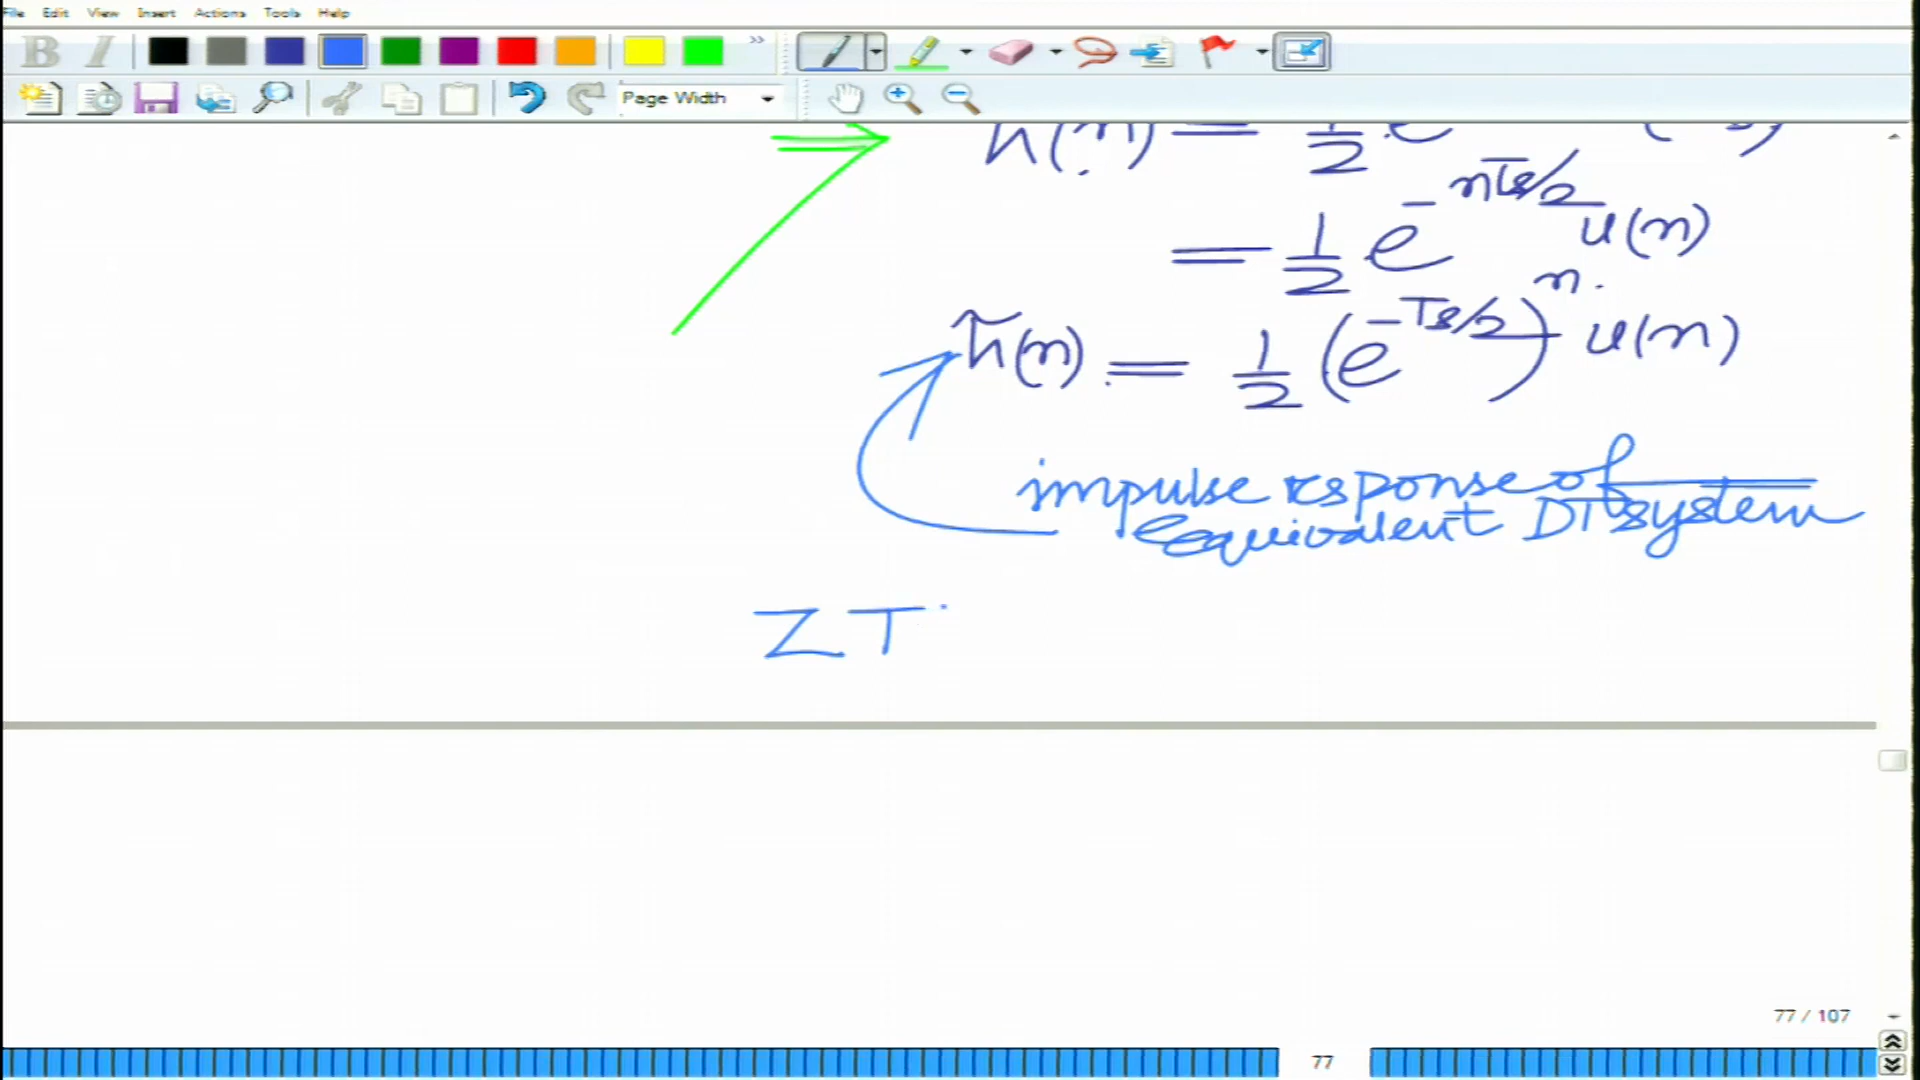 File Edit View Insert Actions Tools Help
B I
Page Width
h̃(n) = 1/2 e
= 1/2 e^{-nTs/2} u(n)
h̃(n) = 1/2 (e^{-Ts/2})^n u(n)
impulse response of
equivalent DT system
ZT
77 / 107
77